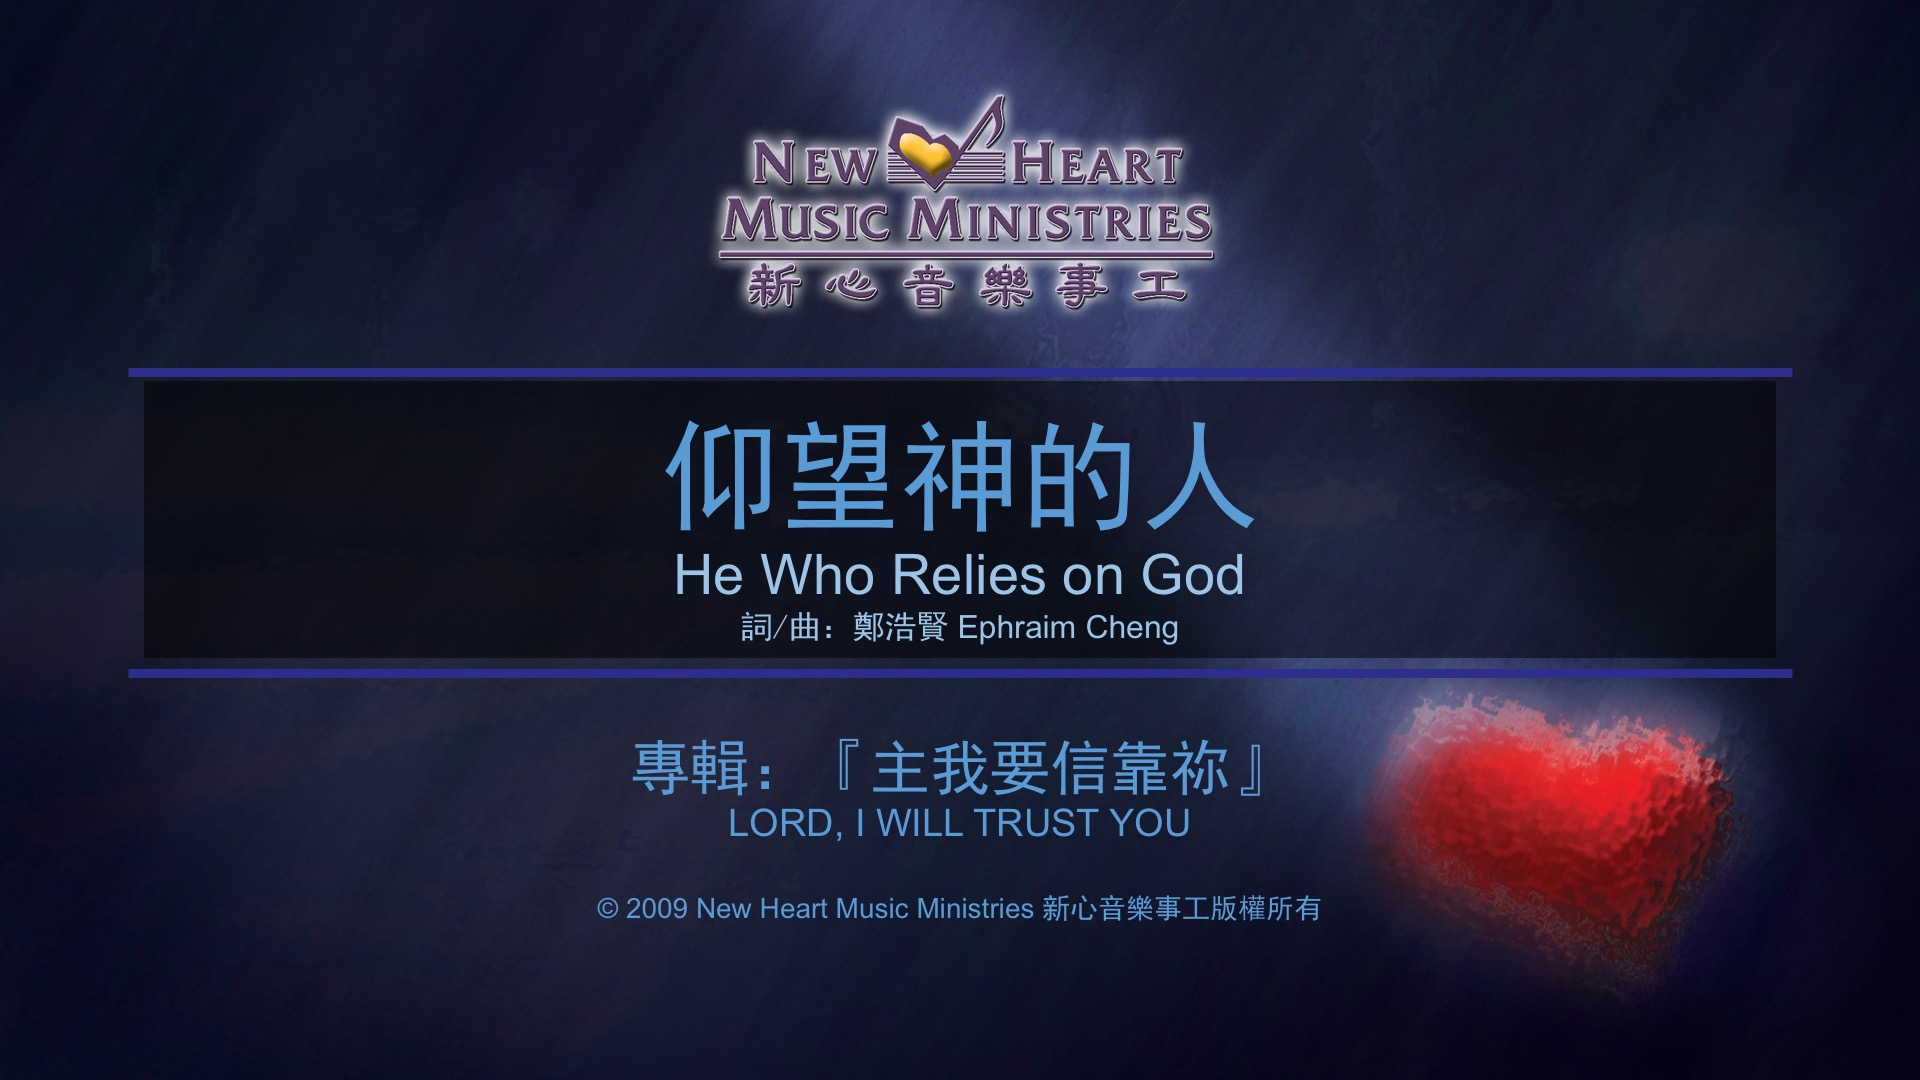 NEW HEART
MUSIC MINISTRIES
新心音樂事工
仰望神的人
He Who Relies on God
詞/曲：鄭浩賢 Ephraim Cheng
專輯：『主我要信靠祢』
LORD, I WILL TRUST YOU
© 2009 New Heart Music Ministries 新心音樂事工版權所有